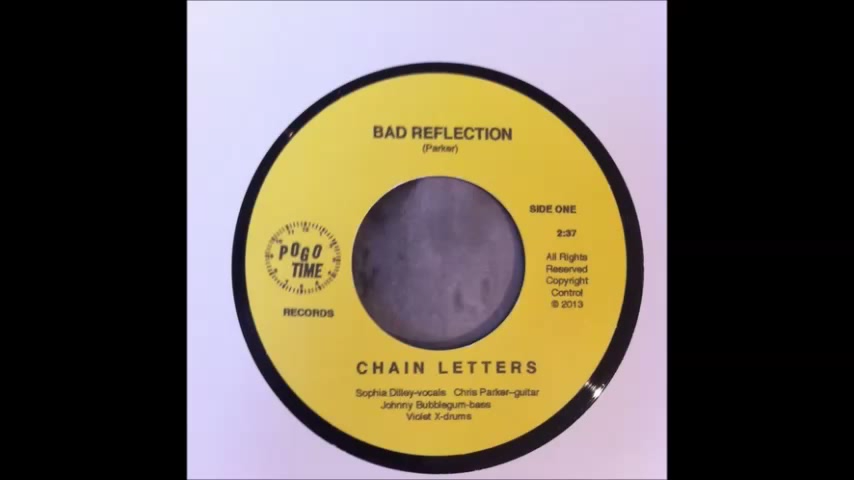 BAD REFLECTION
(Parker)
SIDE ONE
2:37
All Rights
Reserved
Copyright
Control
© 2013
POGO
TIME
RECORDS
CHAIN LETTERS
Sophia Dilley-vocals Chris Parker-guitar
Johnny Bubblegum-bass
Violet X-drums